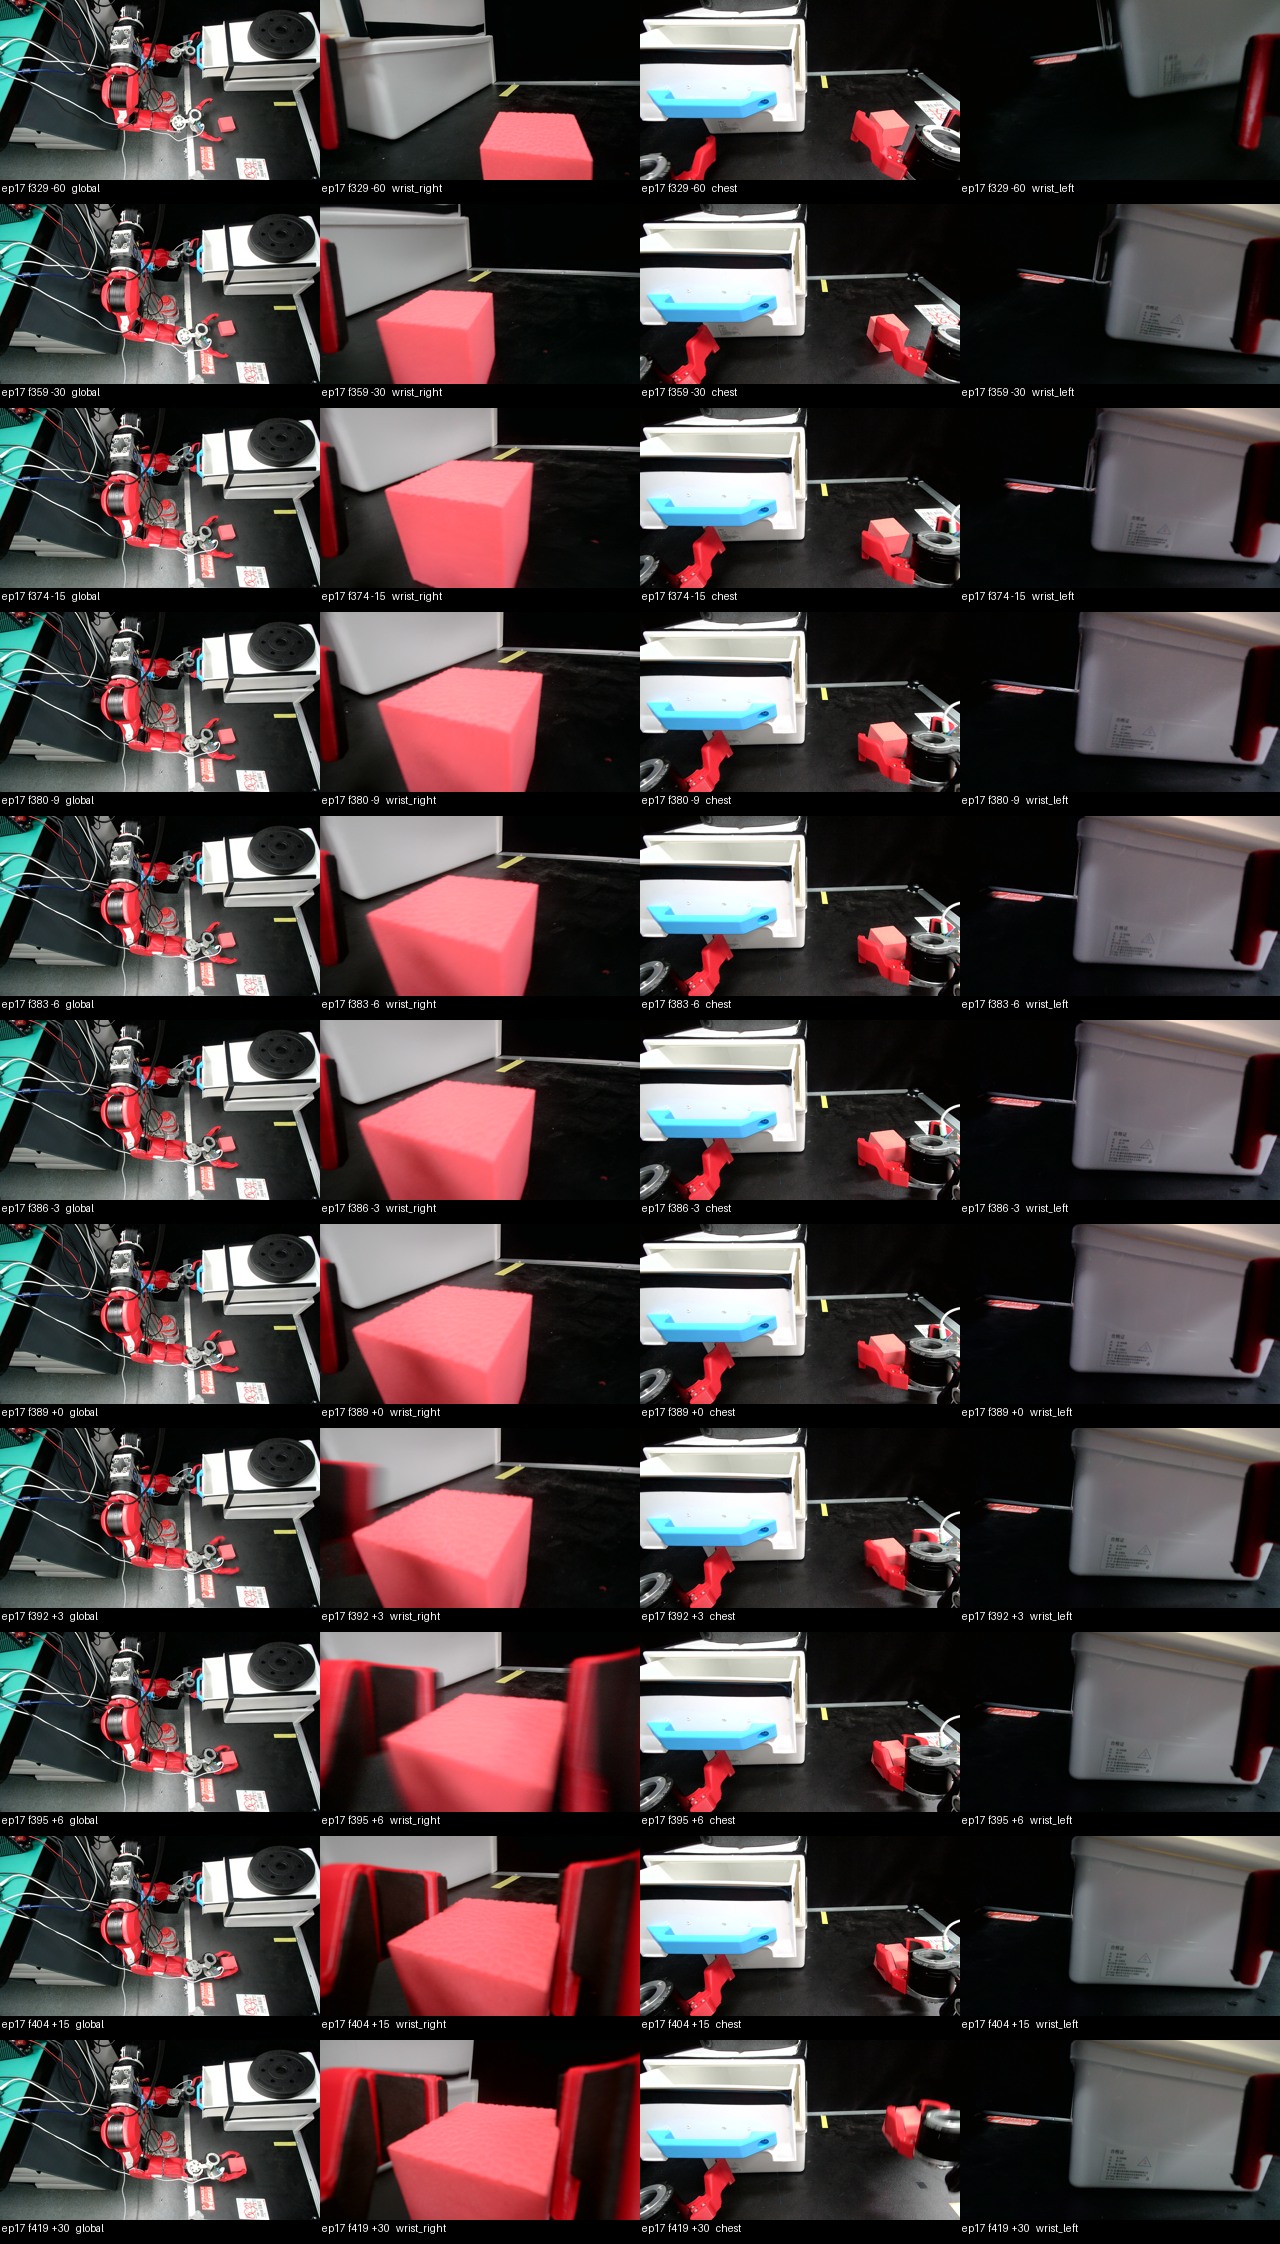 ep17 f329 -60 global
ep17 f329 -60 wrist_right
ep17 f329 -60 chest
ep17 f329 -60 wrist_left
ep17 f359 -30 global
ep17 f359 -30 wrist_right
ep17 f359 -30 chest
ep17 f359 -30 wrist_left
ep17 f374 -15 global
ep17 f374 -15 wrist_right
ep17 f374 -15 chest
ep17 f374 -15 wrist_left
ep17 f380 -9 global
ep17 f380 -9 wrist_right
ep17 f380 -9 chest
ep17 f380 -9 wrist_left
ep17 f383 -6 global
ep17 f383 -6 wrist_right
ep17 f383 -6 chest
ep17 f383 -6 wrist_left
ep17 f386 -3 global
ep17 f386 -3 wrist_right
ep17 f386 -3 chest
ep17 f386 -3 wrist_left
ep17 f389 +0 global
ep17 f389 +0 wrist_right
ep17 f389 +0 chest
ep17 f389 +0 wrist_left
ep17 f392 +3 global
ep17 f392 +3 wrist_right
ep17 f392 +3 chest
ep17 f392 +3 wrist_left
ep17 f395 +6 global
ep17 f395 +6 wrist_right
ep17 f395 +6 chest
ep17 f395 +6 wrist_left
ep17 f404 +15 global
ep17 f404 +15 wrist_right
ep17 f404 +15 chest
ep17 f404 +15 wrist_left
ep17 f419 +30 global
ep17 f419 +30 wrist_right
ep17 f419 +30 chest
ep17 f419 +30 wrist_left